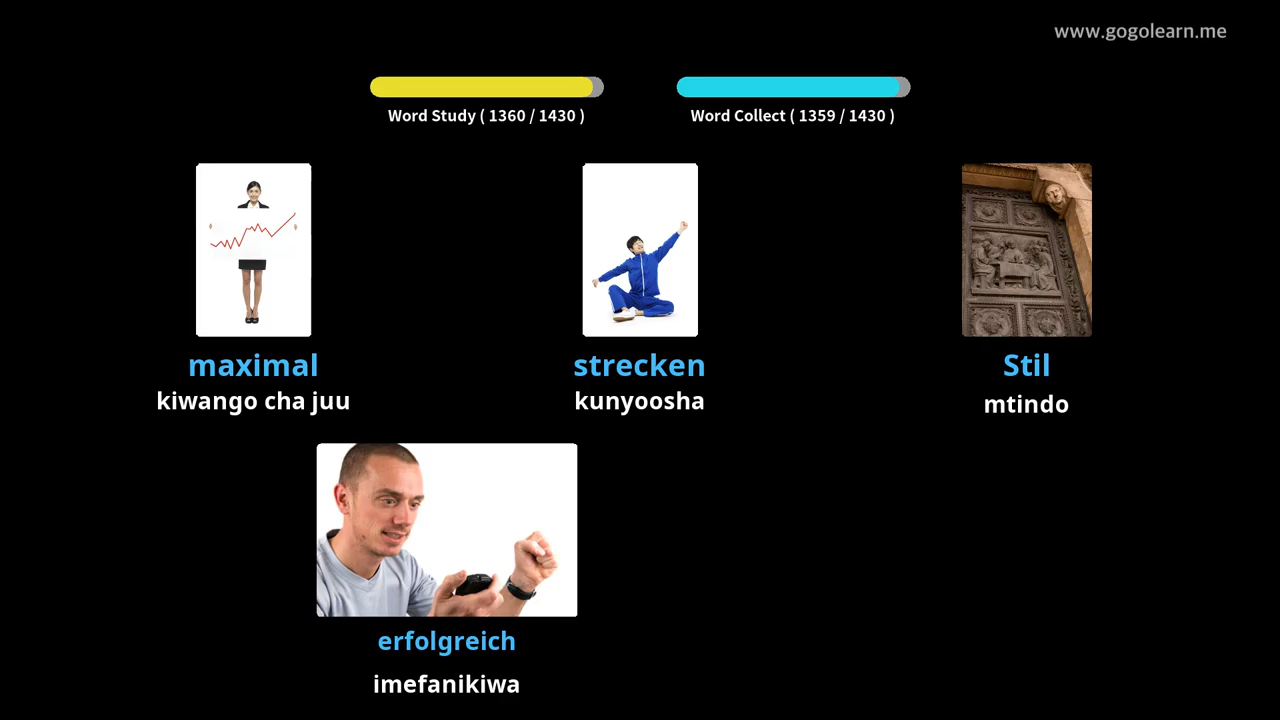 www.gogolearn.me
Word Study ( 1360 / 1430 )
Word Collect ( 1359 / 1430 )
maximal
kiwango cha juu
strecken
kunyoosha
Stil
mtindo
erfolgreich
imefanikiwa